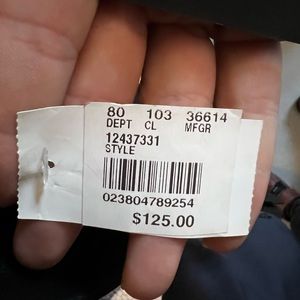 80 103 36614
DEPT CL MFGR
12437331
STYLE
023804789254
$125.00